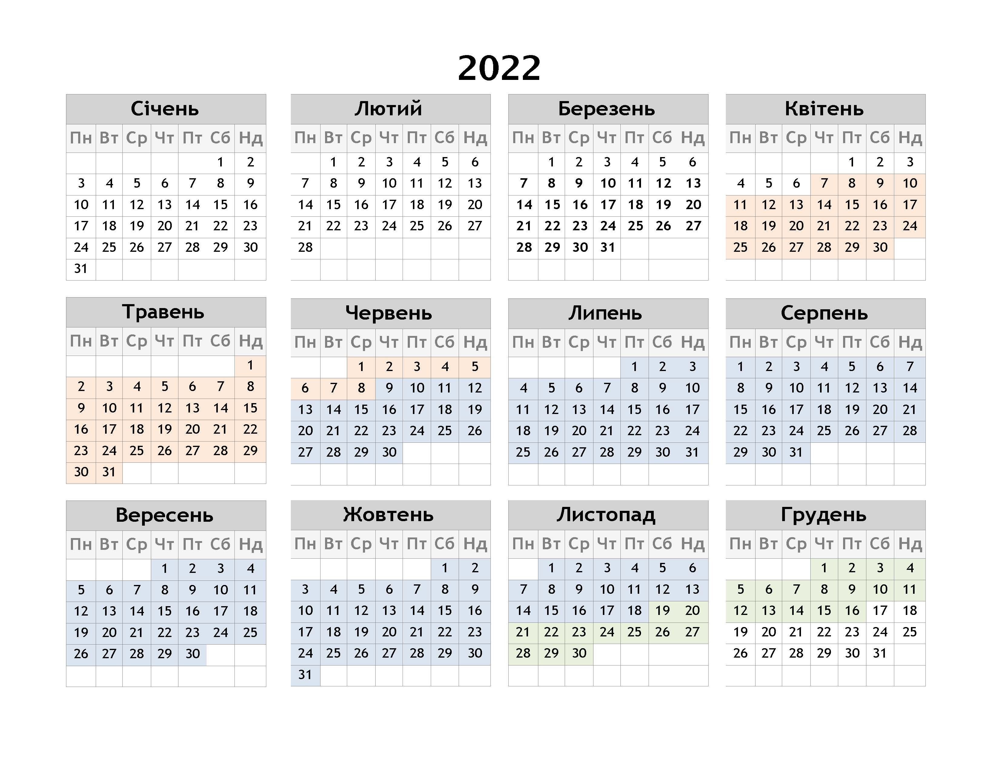 2022
Січень
Пн Вт Ср Чт Пт Сб Нд
1 2
3 4 5 6 7 8 9
10 11 12 13 14 15 16
17 18 19 20 21 22 23
24 25 26 27 28 29 30
31
Лютий
Пн Вт Ср Чт Пт Сб Нд
1 2 3 4 5 6
7 8 9 10 11 12 13
14 15 16 17 18 19 20
21 22 23 24 25 26 27
28
Березень
Пн Вт Ср Чт Пт Сб Нд
1 2 3 4 5 6
7 8 9 10 11 12 13
14 15 16 17 18 19 20
21 22 23 24 25 26 27
28 29 30 31
Квітень
Пн Вт Ср Чт Пт Сб Нд
1 2 3
4 5 6 7 8 9 10
11 12 13 14 15 16 17
18 19 20 21 22 23 24
25 26 27 28 29 30
Травень
Пн Вт Ср Чт Пт Сб Нд
1
2 3 4 5 6 7 8
9 10 11 12 13 14 15
16 17 18 19 20 21 22
23 24 25 26 27 28 29
30 31
Червень
Пн Вт Ср Чт Пт Сб Нд
1 2 3 4 5
6 7 8 9 10 11 12
13 14 15 16 17 18 19
20 21 22 23 24 25 26
27 28 29 30
Липень
Пн Вт Ср Чт Пт Сб Нд
1 2 3
4 5 6 7 8 9 10
11 12 13 14 15 16 17
18 19 20 21 22 23 24
25 26 27 28 29 30 31
Серпень
Пн Вт Ср Чт Пт Сб Нд
1 2 3 4 5 6 7
8 9 10 11 12 13 14
15 16 17 18 19 20 21
22 23 24 25 26 27 28
29 30 31
Вересень
Пн Вт Ср Чт Пт Сб Нд
1 2 3 4
5 6 7 8 9 10 11
12 13 14 15 16 17 18
19 20 21 22 23 24 25
26 27 28 29 30
Жовтень
Пн Вт Ср Чт Пт Сб Нд
1 2
3 4 5 6 7 8 9
10 11 12 13 14 15 16
17 18 19 20 21 22 23
24 25 26 27 28 29 30
31
Листопад
Пн Вт Ср Чт Пт Сб Нд
1 2 3 4 5 6
7 8 9 10 11 12 13
14 15 16 17 18 19 20
21 22 23 24 25 26 27
28 29 30
Грудень
Пн Вт Ср Чт Пт Сб Нд
1 2 3 4
5 6 7 8 9 10 11
12 13 14 15 16 17 18
19 20 21 22 23 24 25
26 27 28 29 30 31